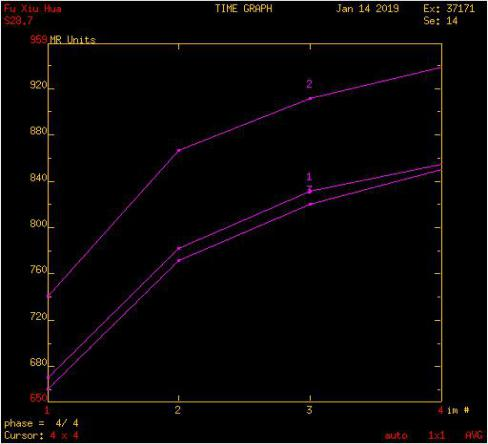 Fu Xiu Hua TIME GRAPH Jan 14 2019 Ex: 37171
S28.7 Se: 14
959 MR Units
920
2
880
840
1
3
800
760
720
680
650
1 2 3 4 im #
phase = 4/ 4
Cursor: 4 x 4 auto 1x1 AVG